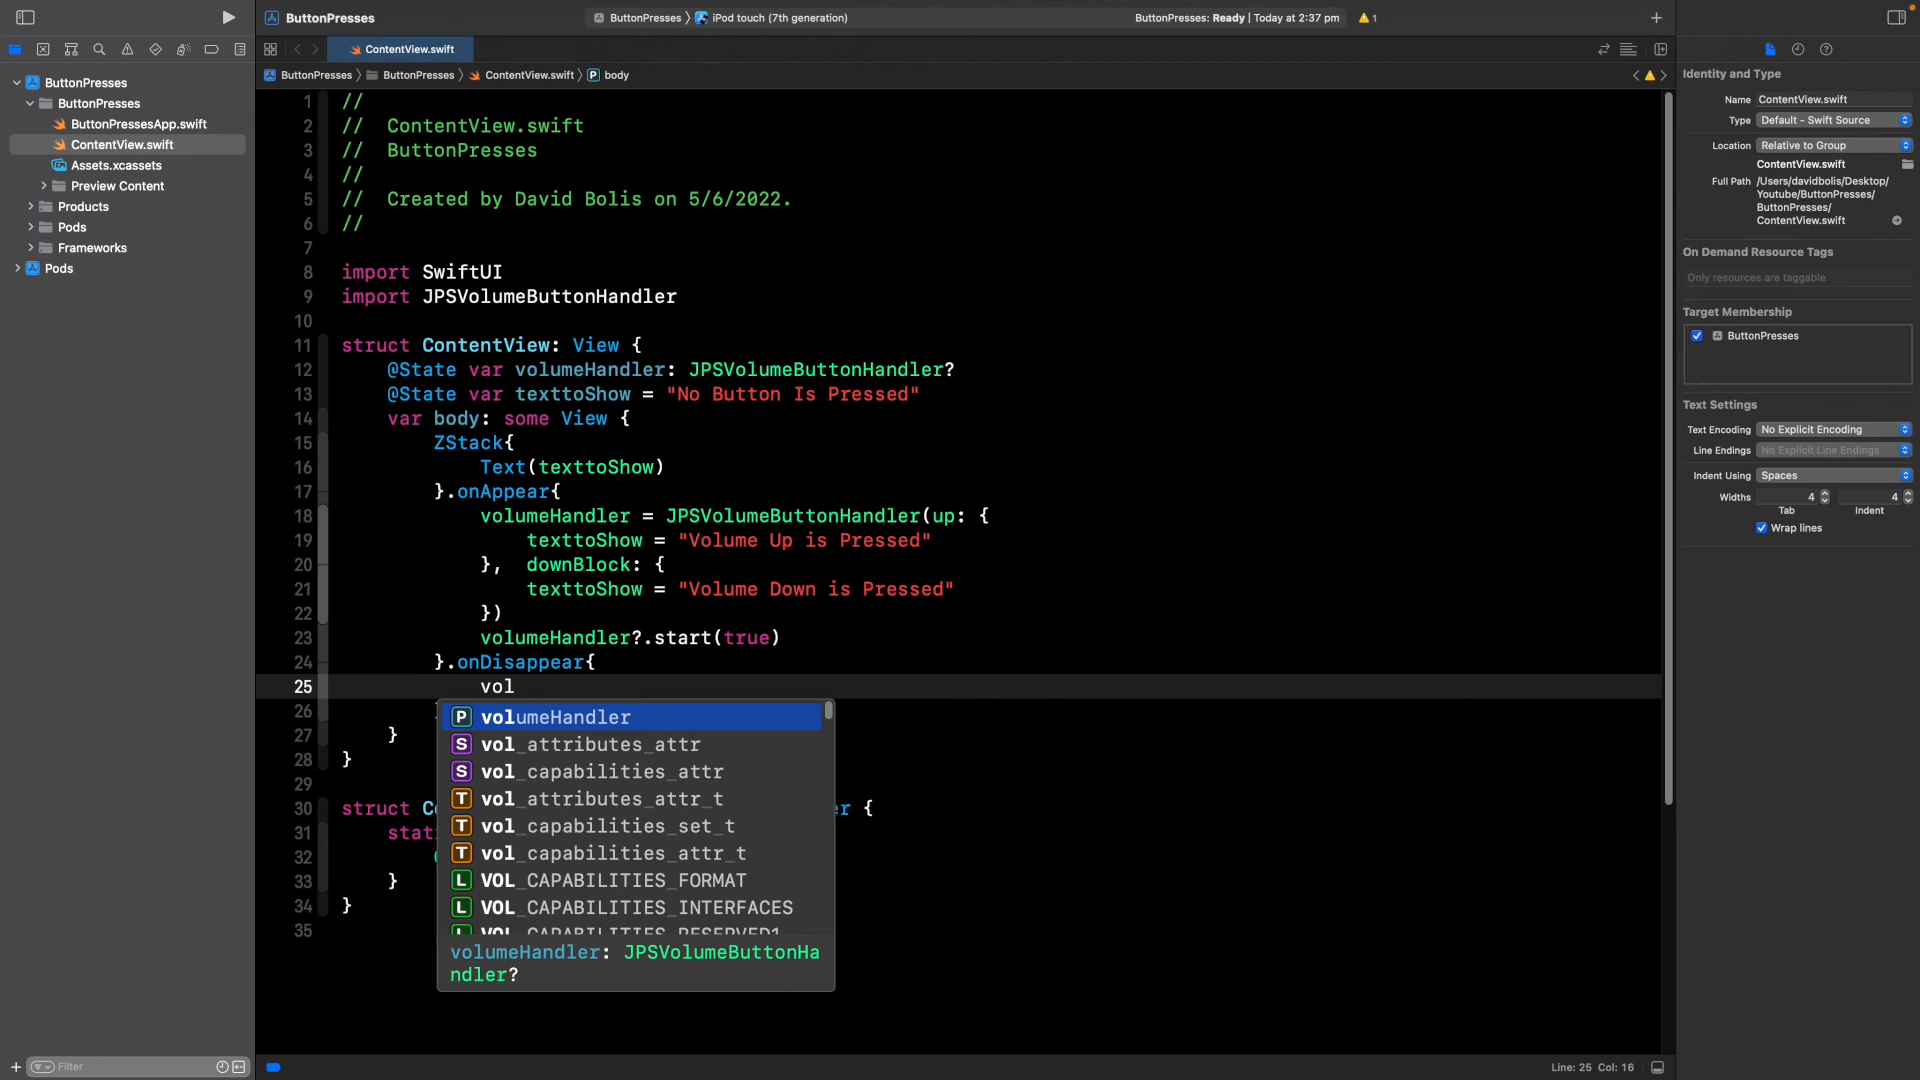 ButtonPresses
ButtonPresses
iPod touch (7th generation)
ButtonPresses: Ready | Today at 2:37 pm
1
ContentView.swift
ButtonPresses
ButtonPresses
ContentView.swift
body
ButtonPresses
ButtonPresses
ButtonPressesApp.swift
ContentView.swift
Assets.xcassets
Preview Content
Products
Pods
Frameworks
Pods
Filter
1 //
2 // ContentView.swift
3 // ButtonPresses
4 //
5 // Created by David Bolis on 5/6/2022.
6 //
7
8 import SwiftUI
9 import JPSVolumeButtonHandler
10
11 struct ContentView: View {
12 @State var volumeHandler: JPSVolumeButtonHandler?
13 @State var texttoShow = "No Button Is Pressed"
14 var body: some View {
15 ZStack{
16 Text(texttoShow)
17 }.onAppear{
18 volumeHandler = JPSVolumeButtonHandler(up: {
19 texttoShow = "Volume Up is Pressed"
20 }, downBlock: {
21 texttoShow = "Volume Down is Pressed"
22 })
23 volumeHandler?.start(true)
24 }.onDisappear{
25 vol
26
27 }
28 }
29
30 struct Co er {
31 stat
32
33 }
34 }
35
P volumeHandler
S vol_attributes_attr
S vol_capabilities_attr
T vol_attributes_attr_t
T vol_capabilities_set_t
T vol_capabilities_attr_t
L VOL_CAPABILITIES_FORMAT
L VOL_CAPABILITIES_INTERFACES
L VOL_CAPABILITIES_RESERVED1
volumeHandler: JPSVolumeButtonHa
ndler?
Line: 25 Col: 16
Identity and Type
Name ContentView.swift
Type Default - Swift Source
Location Relative to Group
ContentView.swift
Full Path /Users/davidbolis/Desktop/
Youtube/ButtonPresses/
ButtonPresses/
ContentView.swift
On Demand Resource Tags
Only resources are taggable
Target Membership
ButtonPresses
Text Settings
Text Encoding No Explicit Encoding
Line Endings No Explicit Line Endings
Indent Using Spaces
Widths 4 4
Tab Indent
Wrap lines